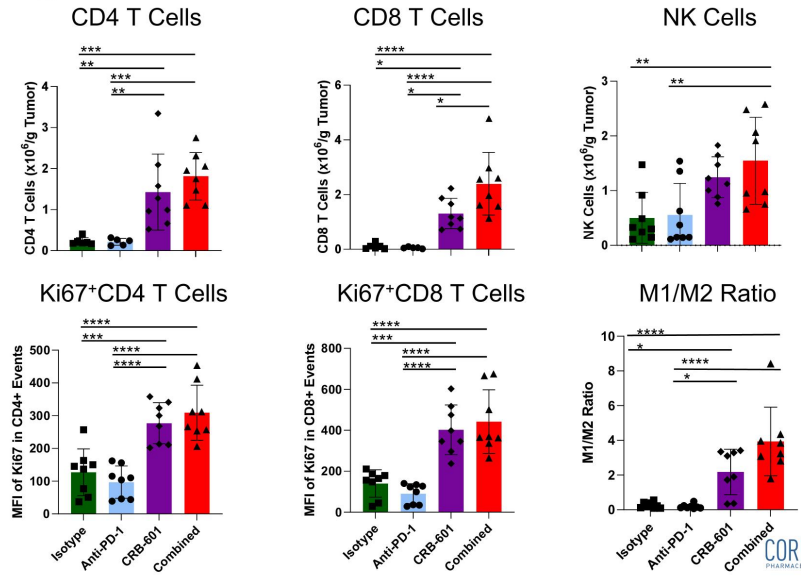 CD4 T Cells
CD8 T Cells
NK Cells
***
**
***
**
****
*
****
*
*
**
**
CD4 T Cells (x10⁶/g Tumor)
4
3
2
1
0
CD8 T Cells (x10⁶/g Tumor)
6
4
2
0
NK Cells (x10⁶/g Tumor)
3
2
1
0
Ki67⁺CD4 T Cells
Ki67⁺CD8 T Cells
M1/M2 Ratio
****
***
****
****
****
***
****
****
****
*
****
*
MFI of Ki67 in CD4+ Events
500
400
300
200
100
0
MFI of Ki67 in CD8+ Events
800
600
400
200
0
M1/M2 Ratio
10
8
6
4
2
0
Isotype
Anti-PD-1
CRB-601
Combined
Isotype
Anti-PD-1
CRB-601
Combined
Isotype
Anti-PD-1
CRB-601
Combined
COR
PHARMACE